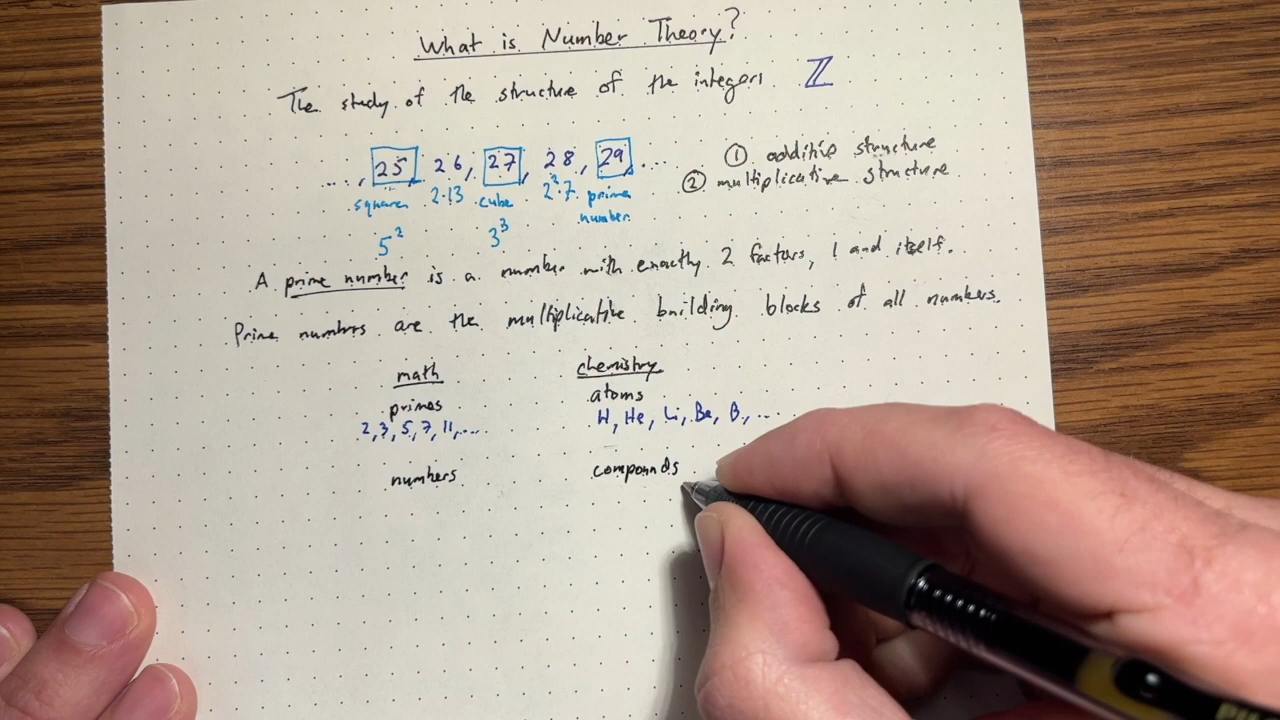 What is Number Theory?
The study of the structure of the integers ℤ
..., 25, 26, 27, 28, 29, ...
square 2·13 cube 2²·7 prime number
5² 3³
① additive structure
② multiplicative structure
A prime number is a number with exactly 2 factors, 1 and itself.
Prime numbers are the multiplicative building blocks of all numbers.
math chemistry
primes atoms
2, 3, 5, 7, 11, .... H, He, Li, Be, B, ...
numbers compounds